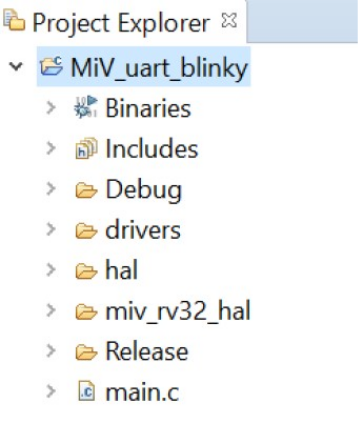 Project Explorer
MiV_uart_blinky
Binaries
Includes
Debug
drivers
hal
miv_rv32_hal
Release
main.c